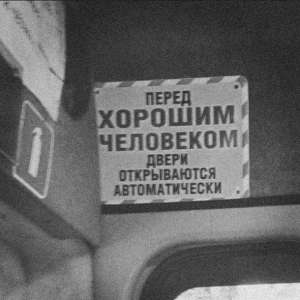 ПЕРЕД
ХОРОШИМ
ЧЕЛОВЕКОМ
ДВЕРИ
ОТКРЫВАЮТСЯ
АВТОМАТИЧЕСКИ